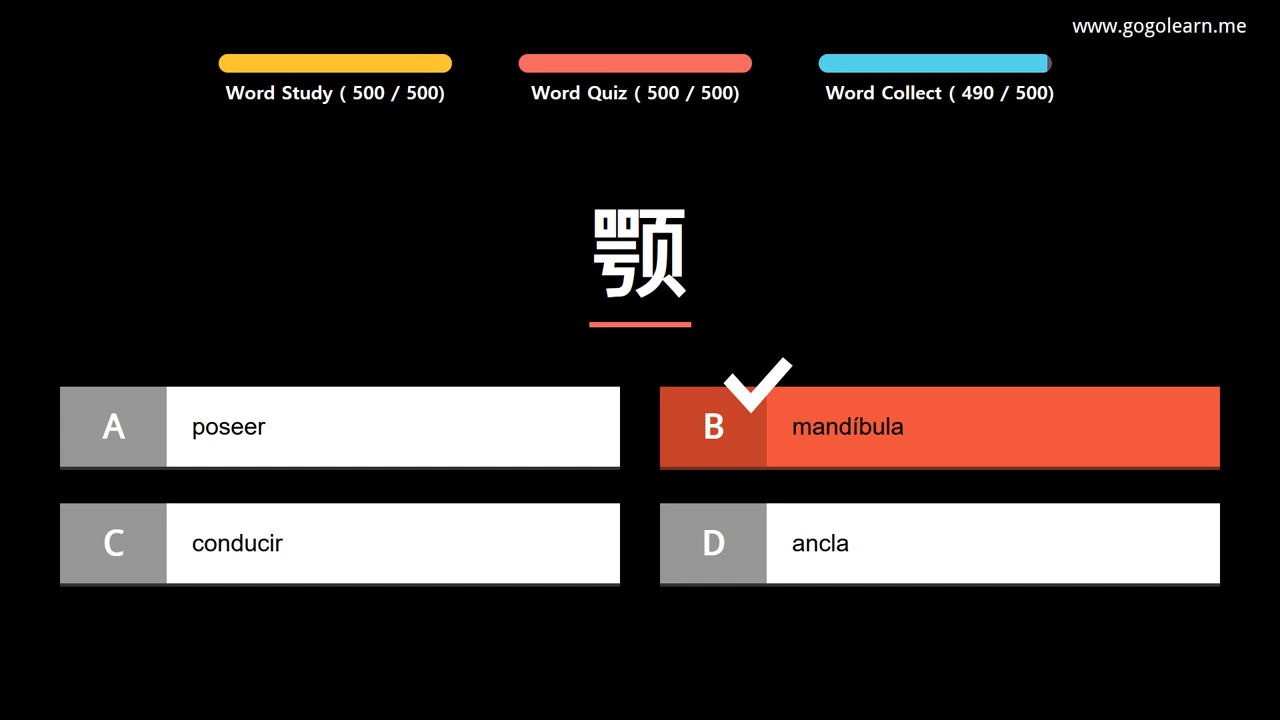 www.gogolearn.me
Word Study ( 500 / 500)
Word Quiz ( 500 / 500)
Word Collect ( 490 / 500)
颚
A poseer
B mandíbula
C conducir
D ancla